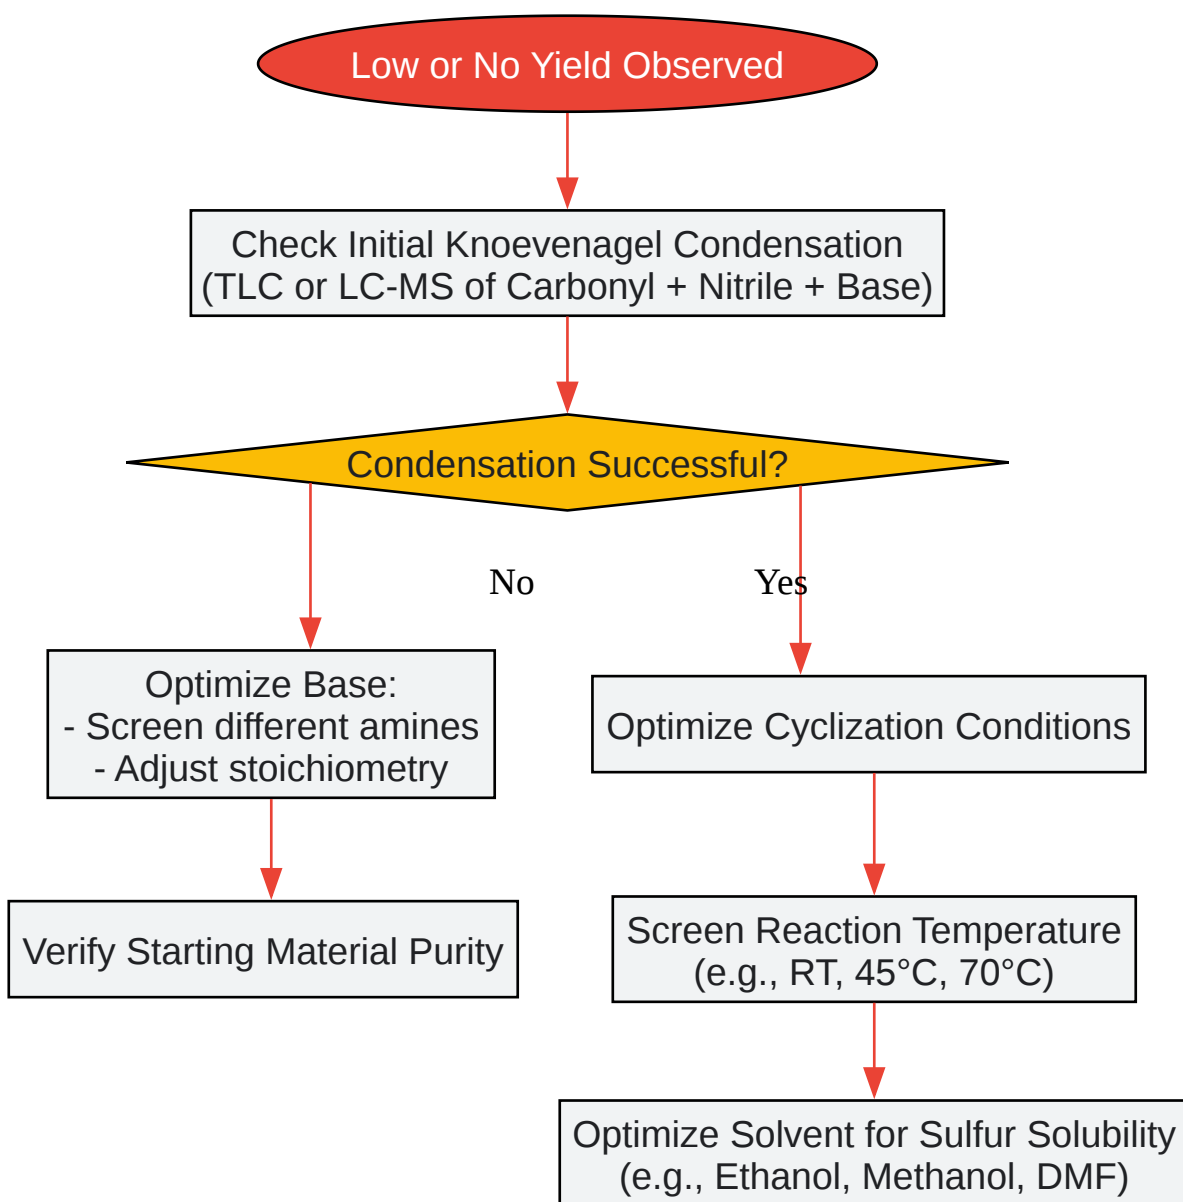 Low or No Yield Observed
Check Initial Knoevenagel Condensation
(TLC or LC-MS of Carbonyl + Nitrile + Base)
Condensation Successful?
No
Yes
Optimize Base:
- Screen different amines
- Adjust stoichiometry
Optimize Cyclization Conditions
Verify Starting Material Purity
Screen Reaction Temperature
(e.g., RT, 45°C, 70°C)
Optimize Solvent for Sulfur Solubility
(e.g., Ethanol, Methanol, DMF)